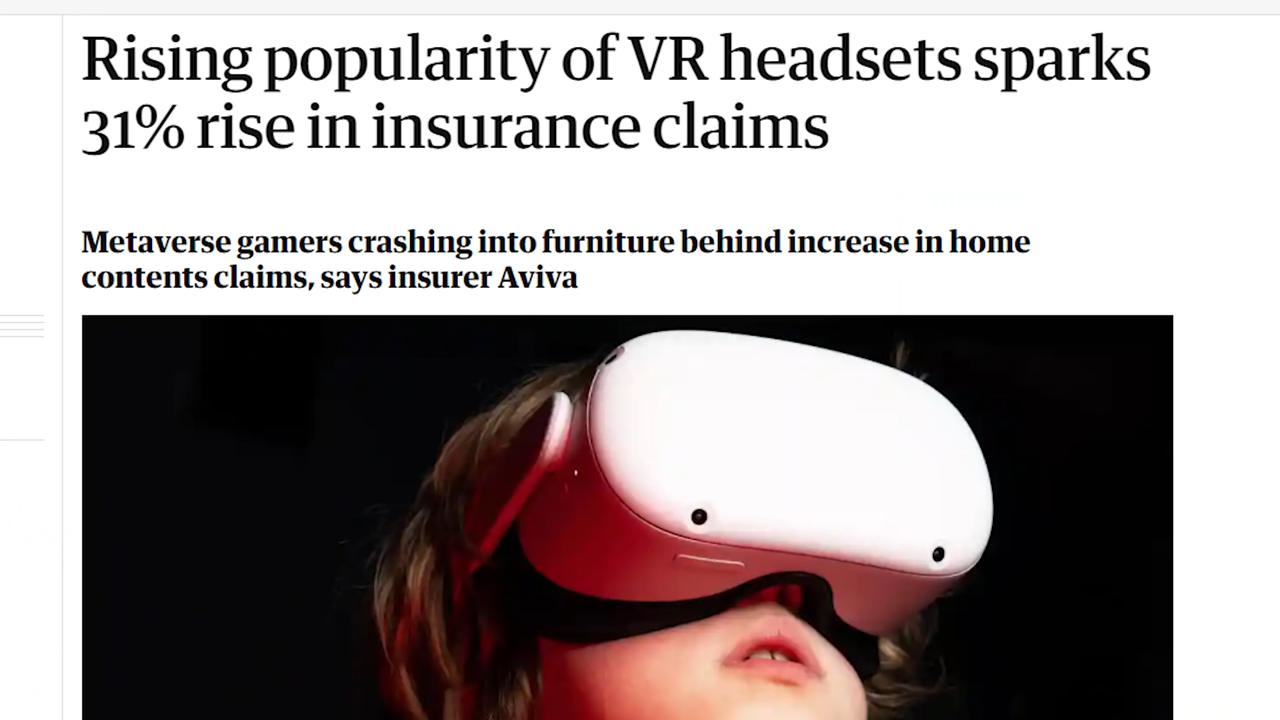 Rising popularity of VR headsets sparks
31% rise in insurance claims
Metaverse gamers crashing into furniture behind increase in home
contents claims, says insurer Aviva